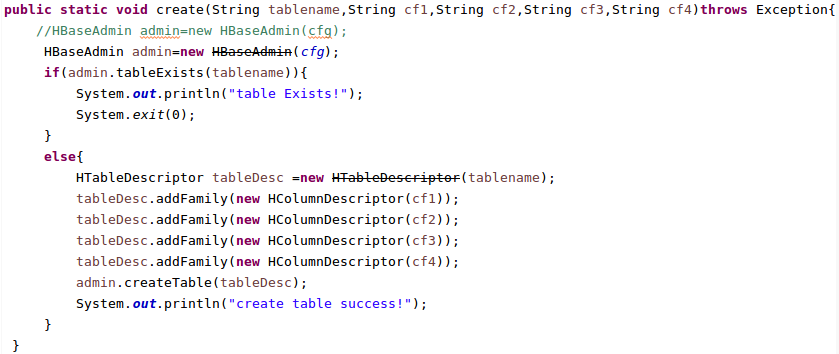 public static void create(String tablename,String cf1,String cf2,String cf3,String cf4)throws Exception{
//HBaseAdmin admin=new HBaseAdmin(cfg);
HBaseAdmin admin=new HBaseAdmin(cfg);
if(admin.tableExists(tablename)){
System.out.println("table Exists!");
System.exit(0);
}
else{
HTableDescriptor tableDesc =new HTableDescriptor(tablename);
tableDesc.addFamily(new HColumnDescriptor(cf1));
tableDesc.addFamily(new HColumnDescriptor(cf2));
tableDesc.addFamily(new HColumnDescriptor(cf3));
tableDesc.addFamily(new HColumnDescriptor(cf4));
admin.createTable(tableDesc);
System.out.println("create table success!");
}
}